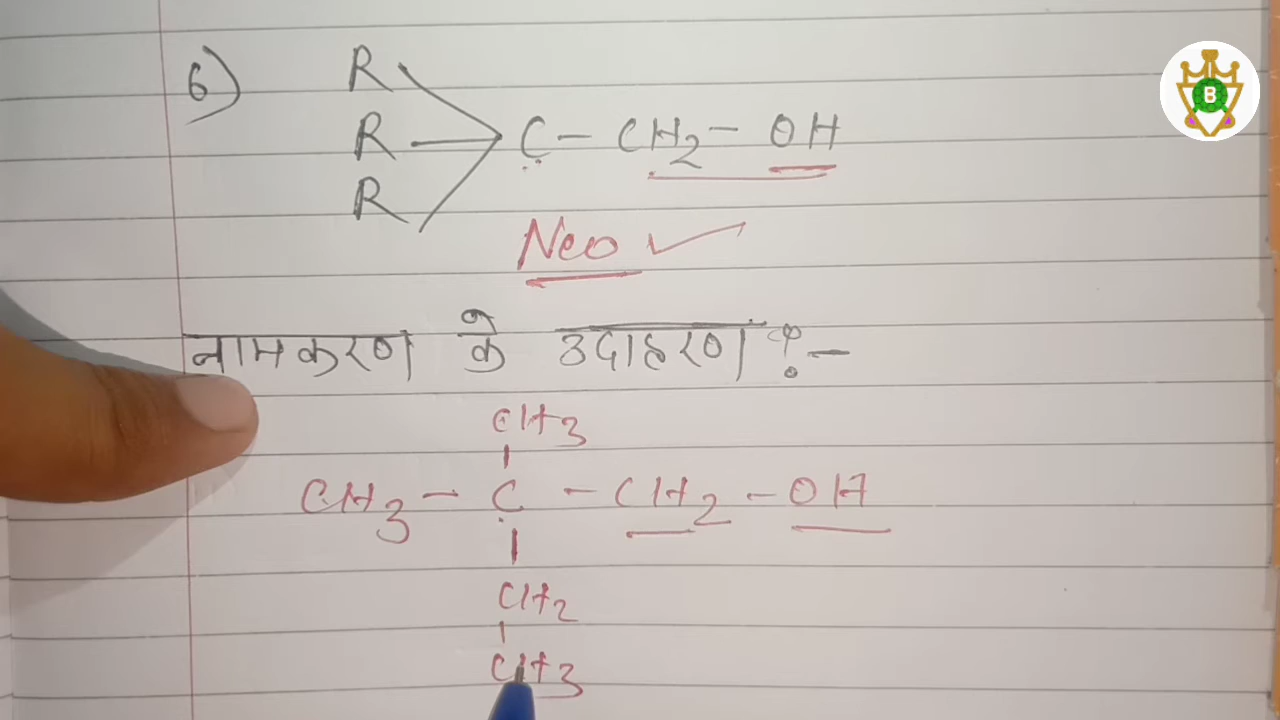 6)
R
R C - CH2 - OH
R
Neo ✓
नामकरण के उदाहरण :-
CH3
CH3 - C - CH2 - OH
CH2
CH3
B